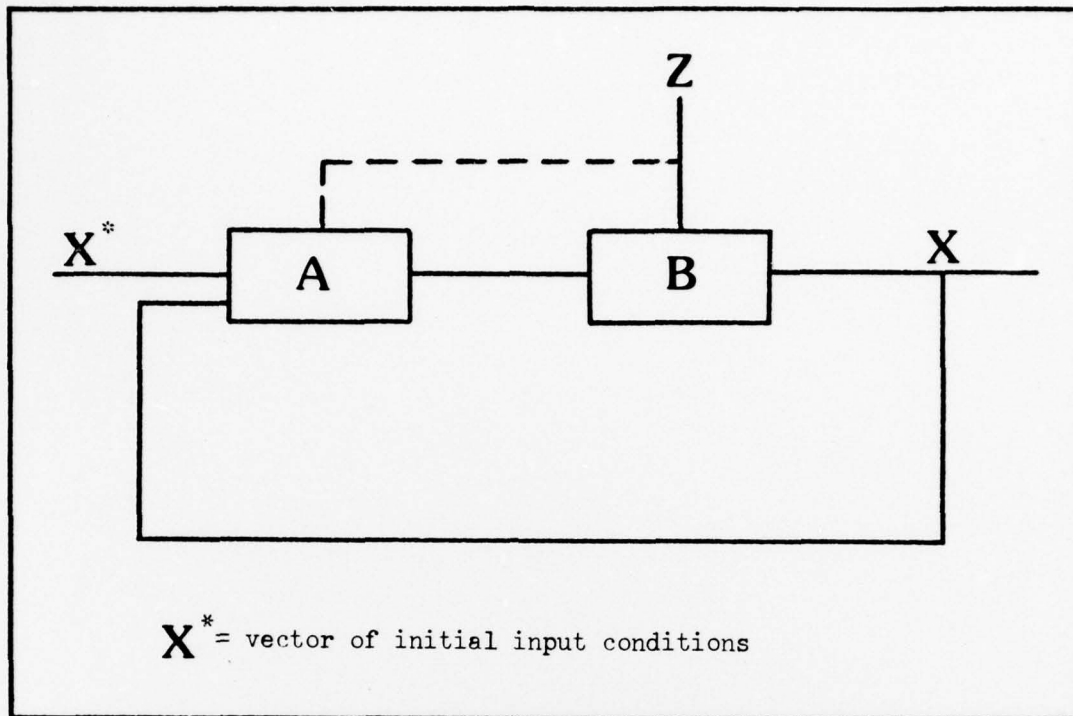 Z
X*
A
B
X
X* = vector of initial input conditions